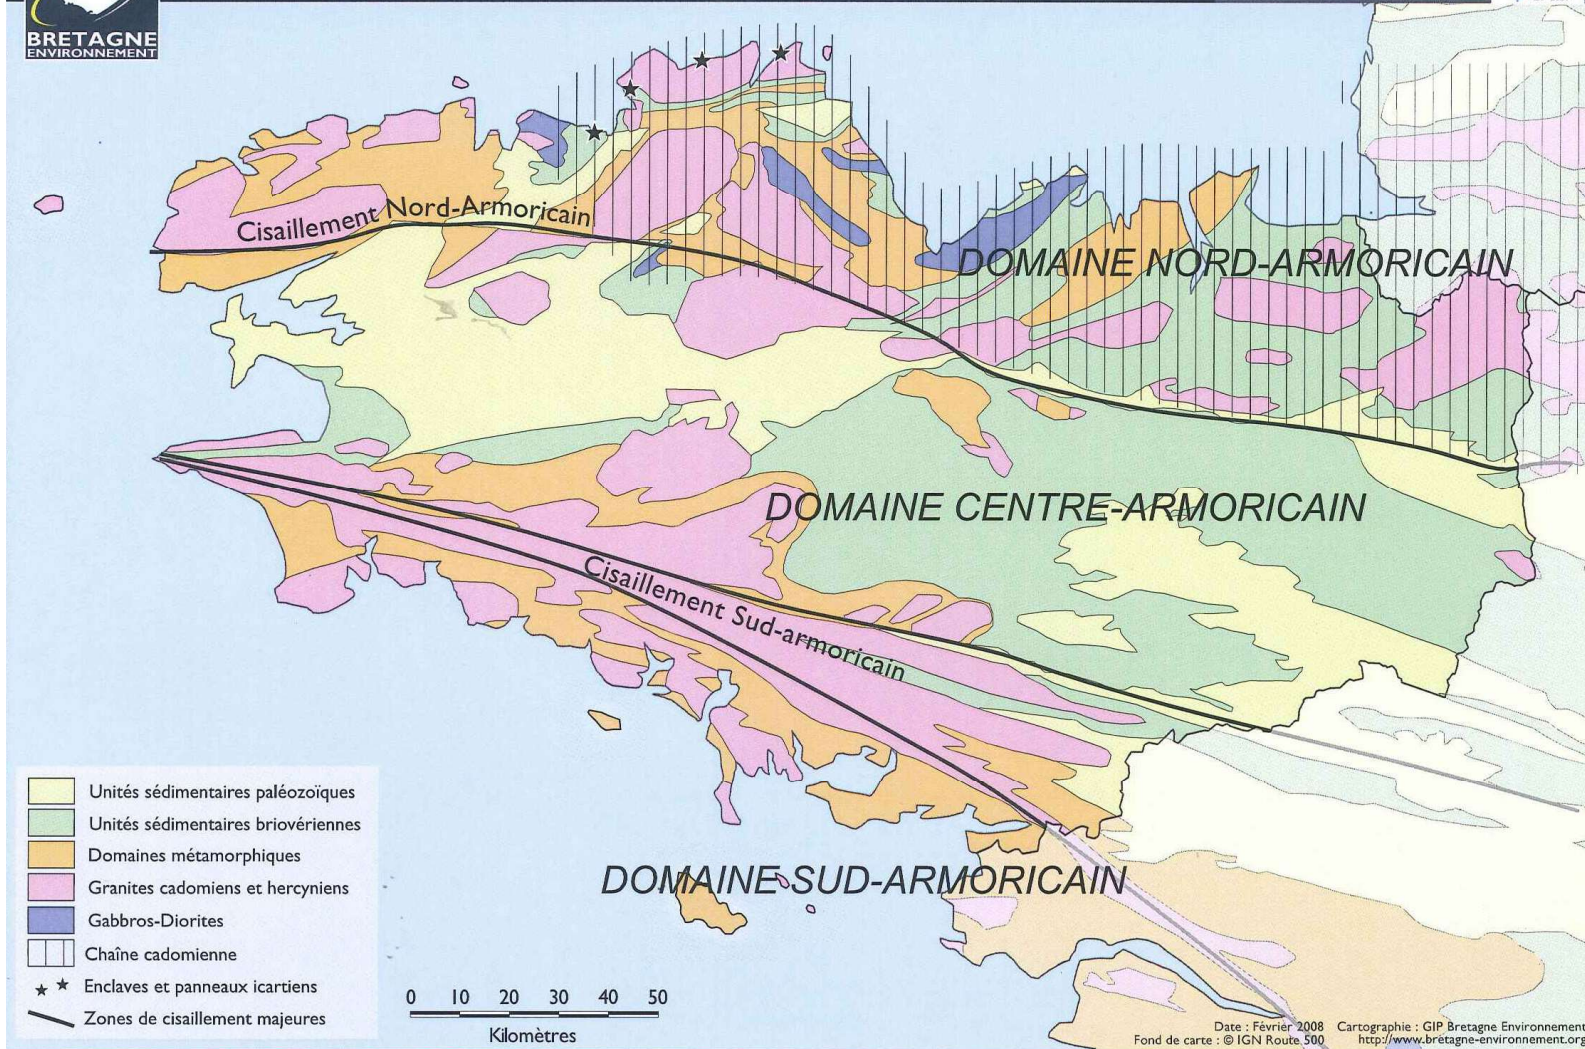 BRETAGNE
ENVIRONNEMENT
Cisaillement Nord-Armoricain
DOMAINE NORD-ARMORICAIN
DOMAINE CENTRE-ARMORICAIN
Cisaillement Sud-armoricain
DOMAINE SUD-ARMORICAIN
Unités sédimentaires paléozoïques
Unités sédimentaires briovériennes
Domaines métamorphiques
Granites cadomiens et hercyniens
Gabbros-Diorites
Chaîne cadomienne
Enclaves et panneaux icartiens
Zones de cisaillement majeures
0 10 20 30 40 50
Kilomètres
Date : Février 2008 Cartographie : GIP Bretagne Environnement
Fond de carte : © IGN Route 500 http://www.bretagne-environnement.org